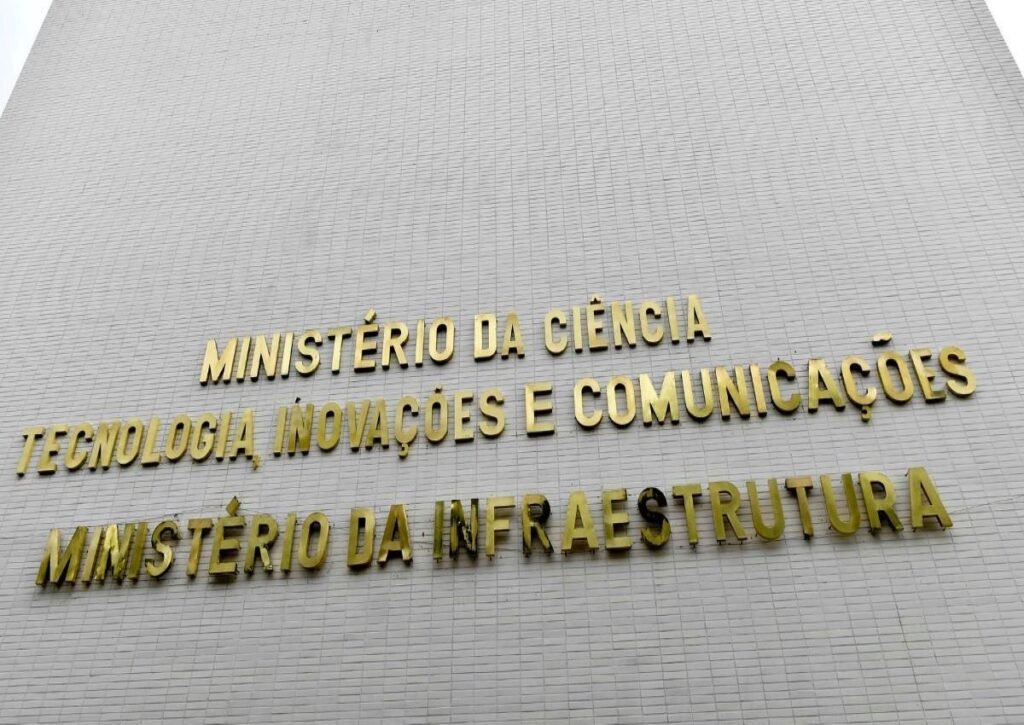 MINISTÉRIO DA CIÊNCIA
TECNOLOGIA, INOVAÇÕES E COMUNICAÇÕES
MINISTÉRIO DA INFRAESTRUTURA